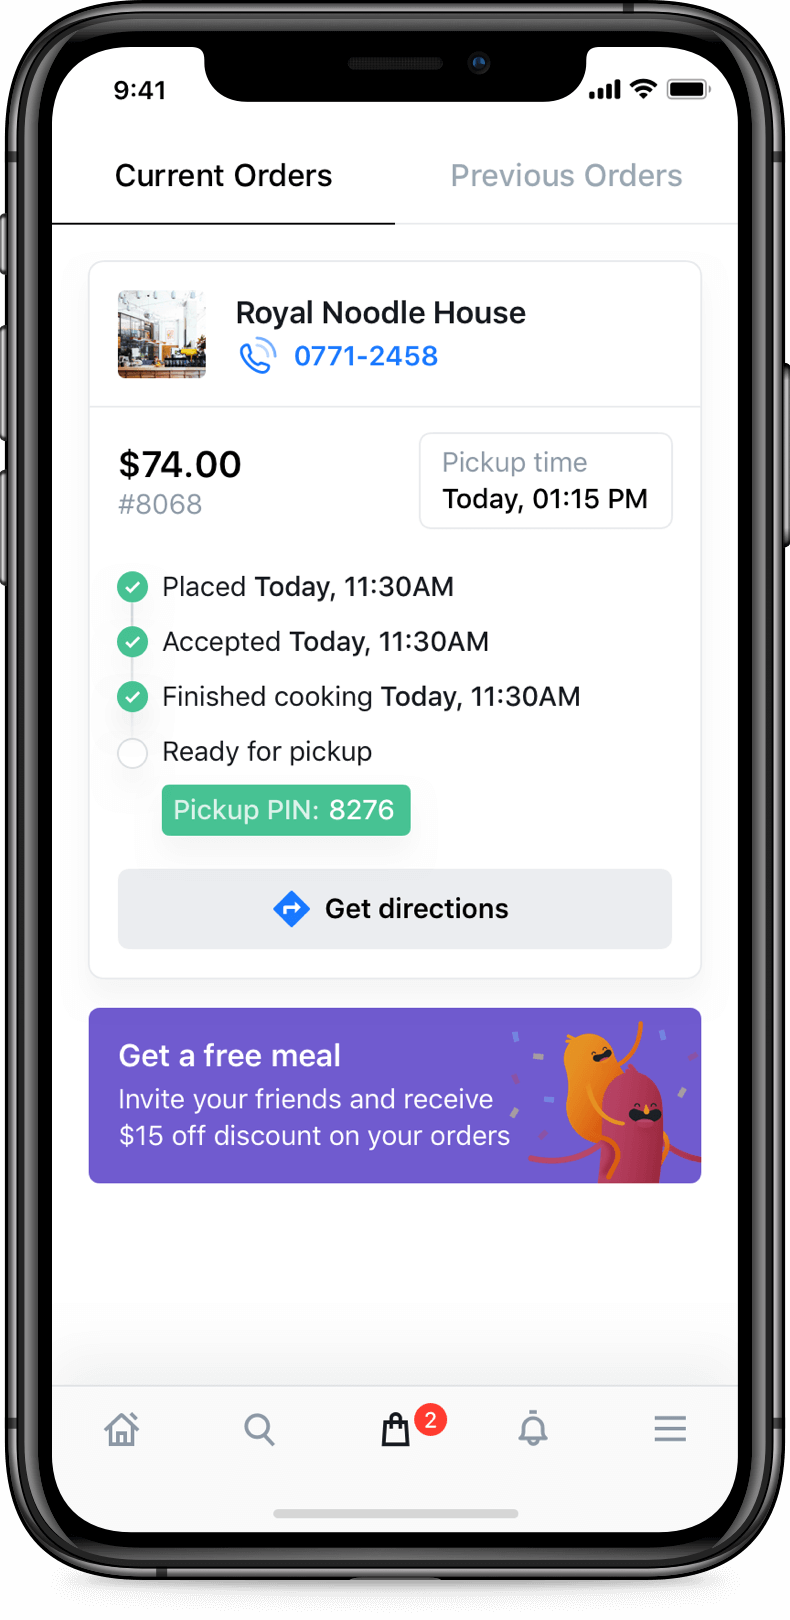 9:41
Current Orders
Previous Orders
Royal Noodle House
0771-2458
$74.00
#8068
Pickup time
Today, 01:15 PM
Placed Today, 11:30AM
Accepted Today, 11:30AM
Finished cooking Today, 11:30AM
Ready for pickup
Pickup PIN: 8276
Get directions
Get a free meal
Invite your friends and receive
$15 off discount on your orders
2